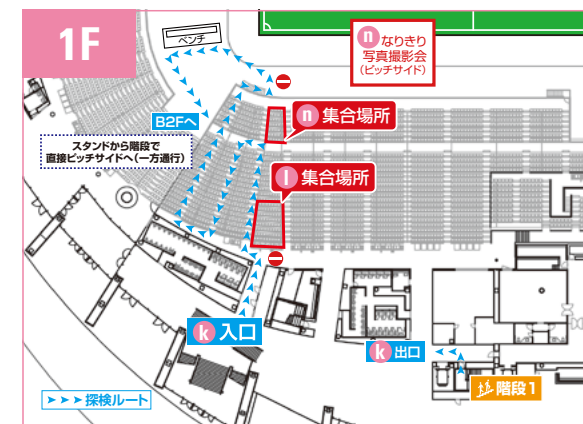 1F
ベンチ
n なりきり
写真撮影会
(ピッチサイド)
n 集合場所
B2Fへ
スタンドから階段で
直接ピッチサイドへ(一方通行)
l 集合場所
k 入口
k 出口
階段1
探検ルート